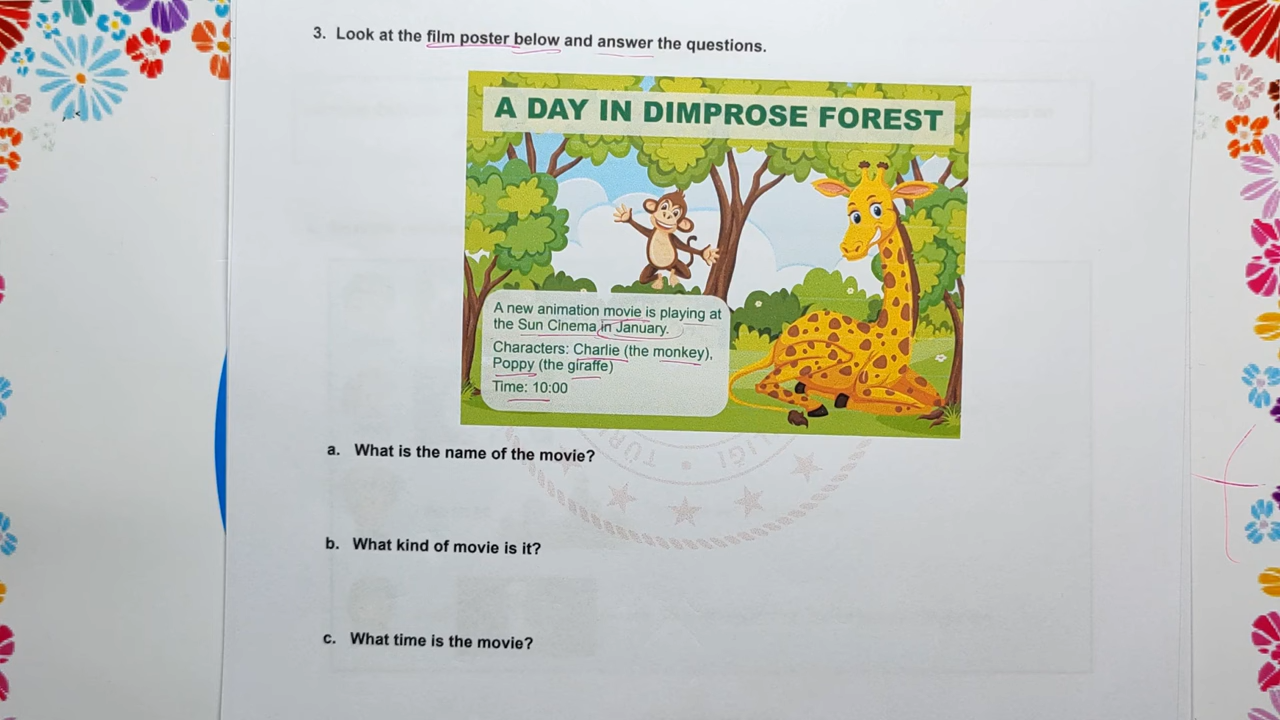 3. Look at the film poster below and answer the questions.
A DAY IN DIMPROSE FOREST
A new animation movie is playing at
the Sun Cinema in January.
Characters: Charlie (the monkey),
Poppy (the giraffe)
Time: 10:00
a. What is the name of the movie?
b. What kind of movie is it?
c. What time is the movie?